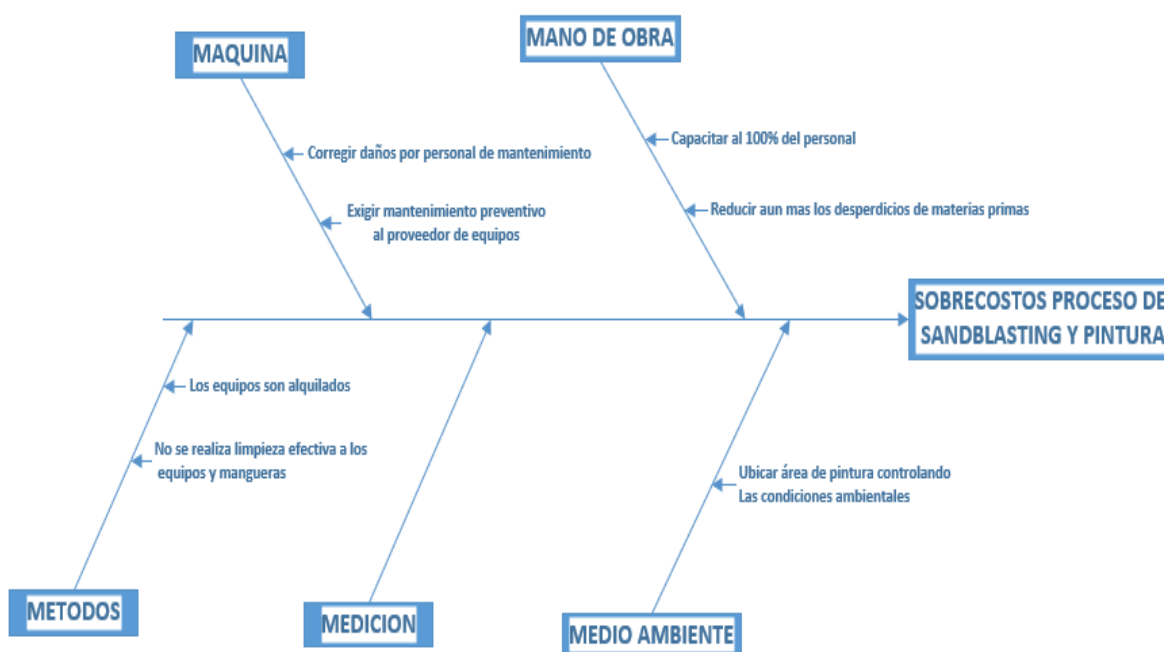 MAQUINA
MANO DE OBRA
Corregir daños por personal de mantenimiento
Exigir mantenimiento preventivo
al proveedor de equipos
Capacitar al 100% del personal
Reducir aun mas los desperdicios de materias primas
SOBRECOSTOS PROCESO DE
SANDBLASTING Y PINTURA
Los equipos son alquilados
No se realiza limpieza efectiva a los
equipos y mangueras
Ubicar área de pintura controlando
Las condiciones ambientales
METODOS
MEDICION
MEDIO AMBIENTE